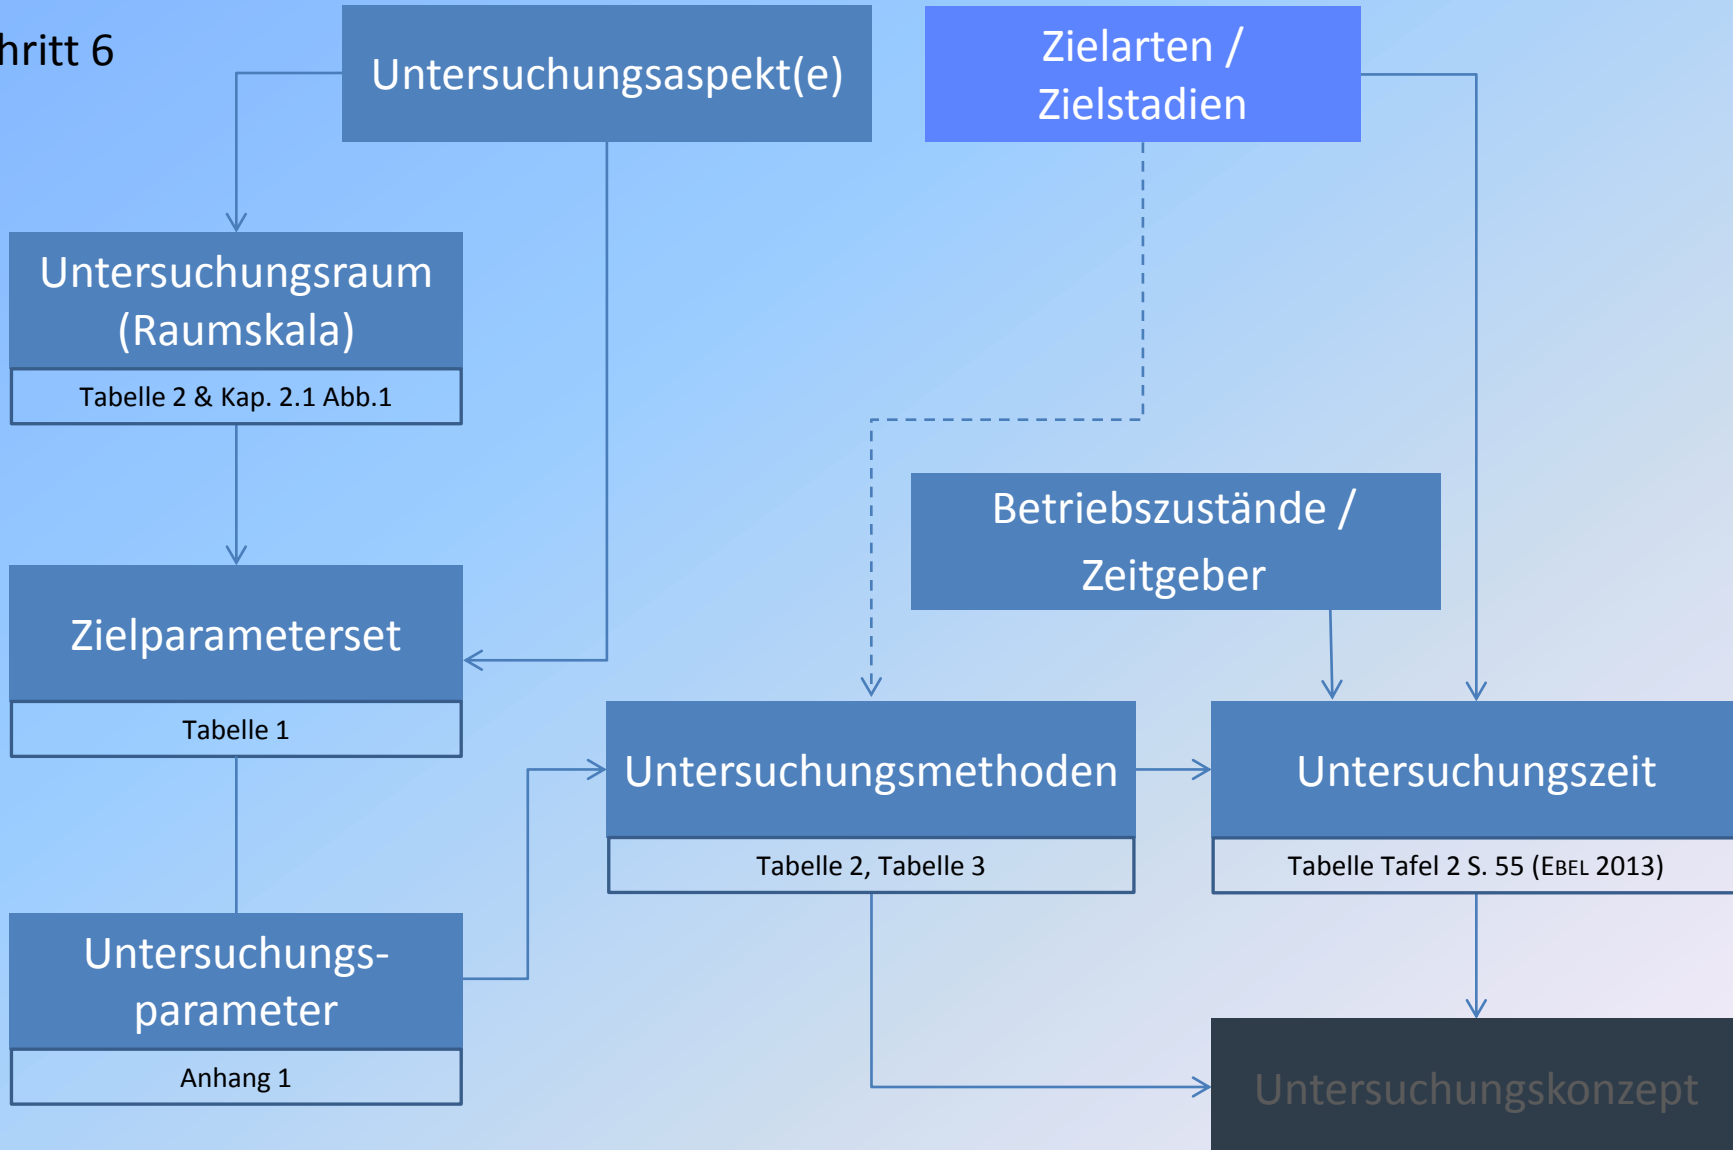 hritt 6
Untersuchungsaspekt(e)
Zielarten /
Zielstadien
Untersuchungsraum
(Raumskala)
Tabelle 2 & Kap. 2.1 Abb.1
Betriebszustände /
Zeitgeber
Zielparameterset
Tabelle 1
Untersuchungsmethoden
Tabelle 2, Tabelle 3
Untersuchungszeit
Tabelle Tafel 2 S. 55 (EBEL 2013)
Untersuchungs-
parameter
Anhang 1
Untersuchungskonzept